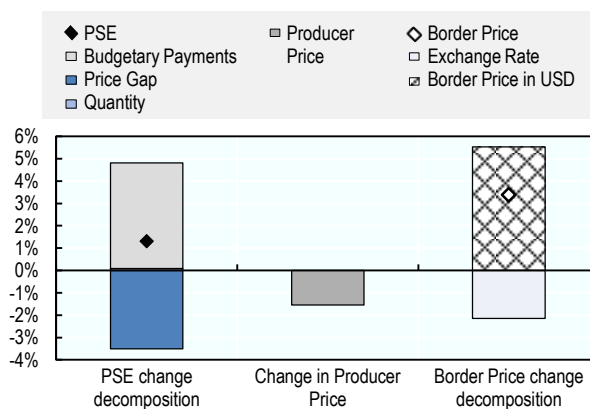 PSE
Budgetary Payments
Price Gap
Quantity
Producer
Price
Border Price
Exchange Rate
Border Price in USD
6%
5%
4%
3%
2%
1%
0%
-1%
-2%
-3%
-4%
PSE change
decomposition
Change in Producer
Price
Border Price change
decomposition